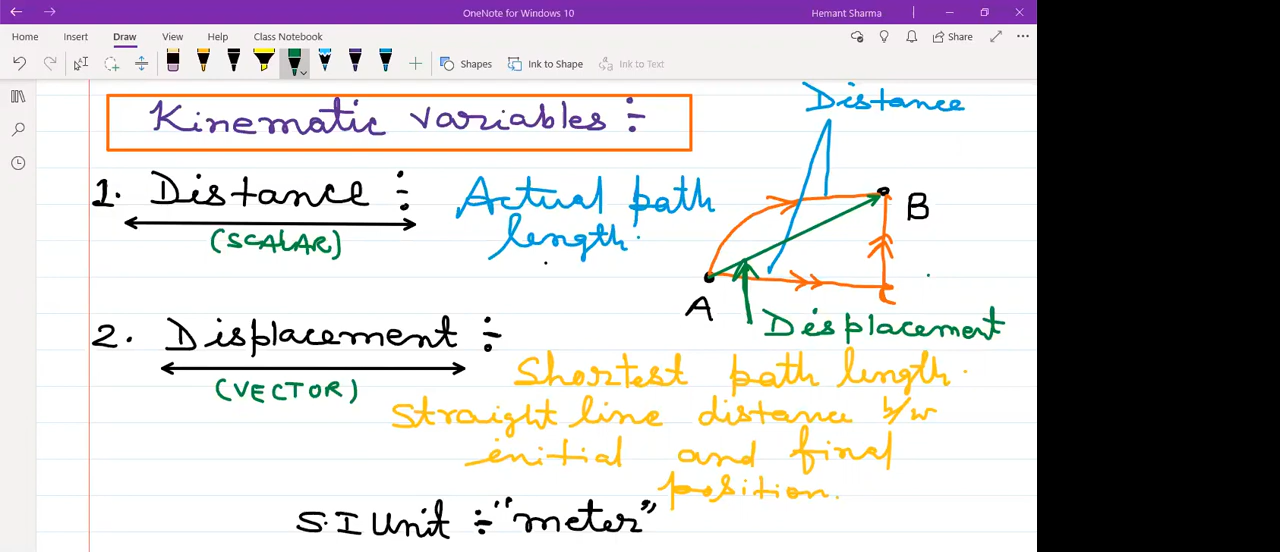 OneNote for Windows 10
Hemant Sharma
Home Insert Draw View Help Class Notebook
Share
Shapes Ink to Shape Ink to Text
Kinematic variables ÷
Distance
1. Distance ÷ Actual path
length.
(SCALAR)
B
A
2. Displacement ÷
Displacement
(VECTOR)
Shortest path length.
Straight line distance b/w
initial and final
position.
S.I Unit ÷ "meter"